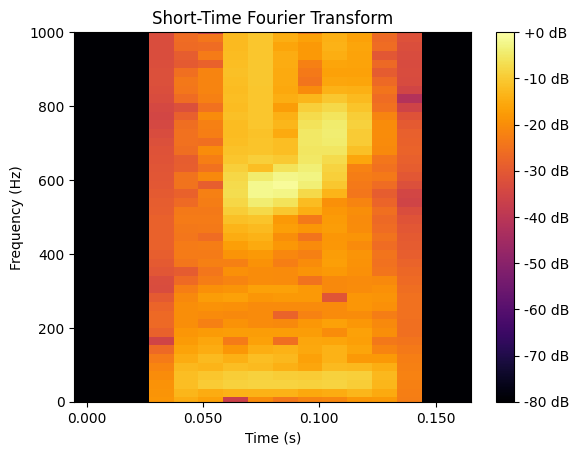 Short-Time Fourier Transform
1000
800
600
400
200
0
Frequency (Hz)
0.000
0.050
0.100
0.150
Time (s)
+0 dB
-10 dB
-20 dB
-30 dB
-40 dB
-50 dB
-60 dB
-70 dB
-80 dB